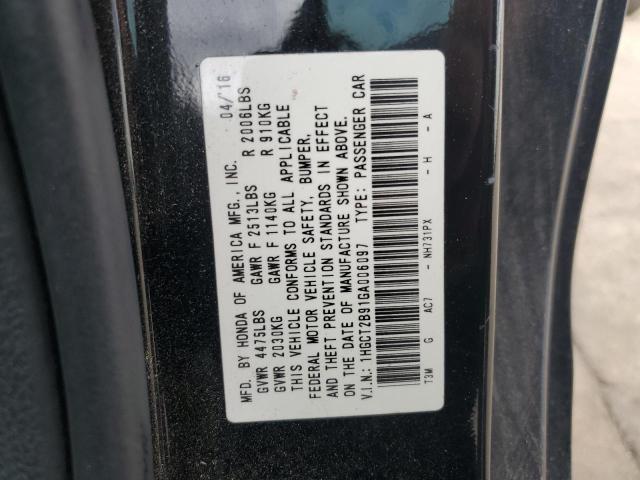 MFD. BY HONDA OF AMERICA MFG., INC. 04/16
GVWR 4475LBS GAWR F 2513LBS R 2006LBS
GVWR 2030KG GAWR F 1140KG R 910KG
THIS VEHICLE CONFORMS TO ALL APPLICABLE
FEDERAL MOTOR VEHICLE SAFETY, BUMPER,
AND THEFT PREVENTION STANDARDS IN EFFECT
ON THE DATE OF MANUFACTURE SHOWN ABOVE.
V.I.N.: 1HGCT2B91GA006097 TYPE: PASSENGER CAR
T3M G AC7 - NH731PX - H - A